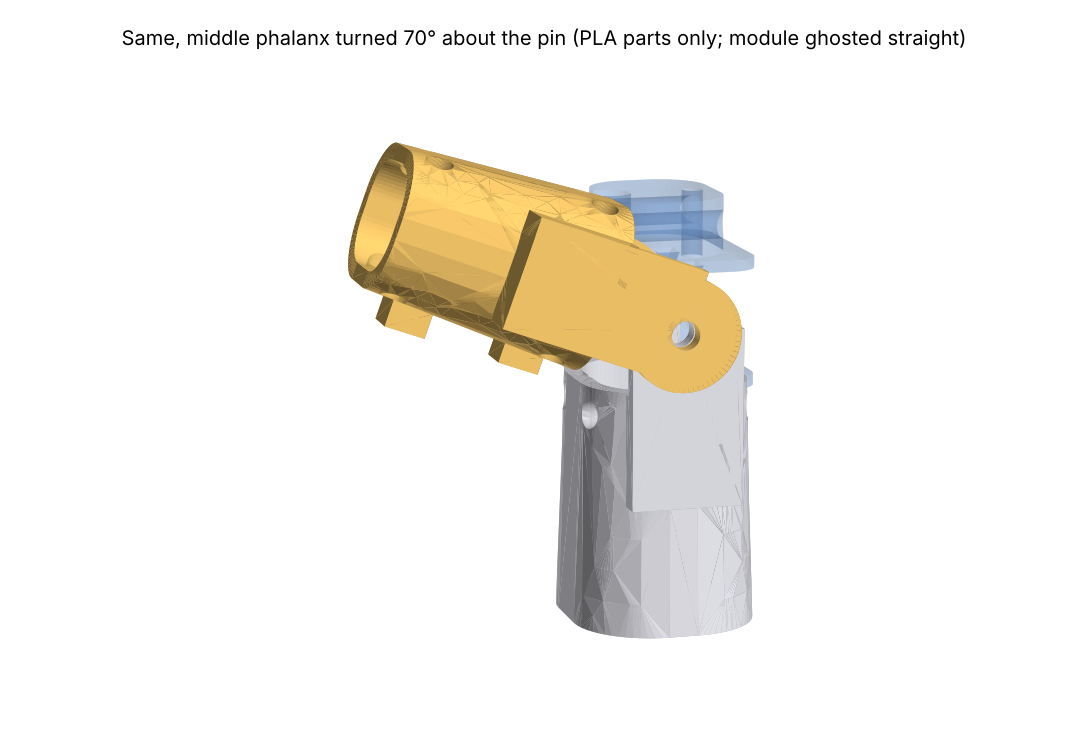 Same, middle phalanx turned 70° about the pin (PLA parts only; module ghosted straight)